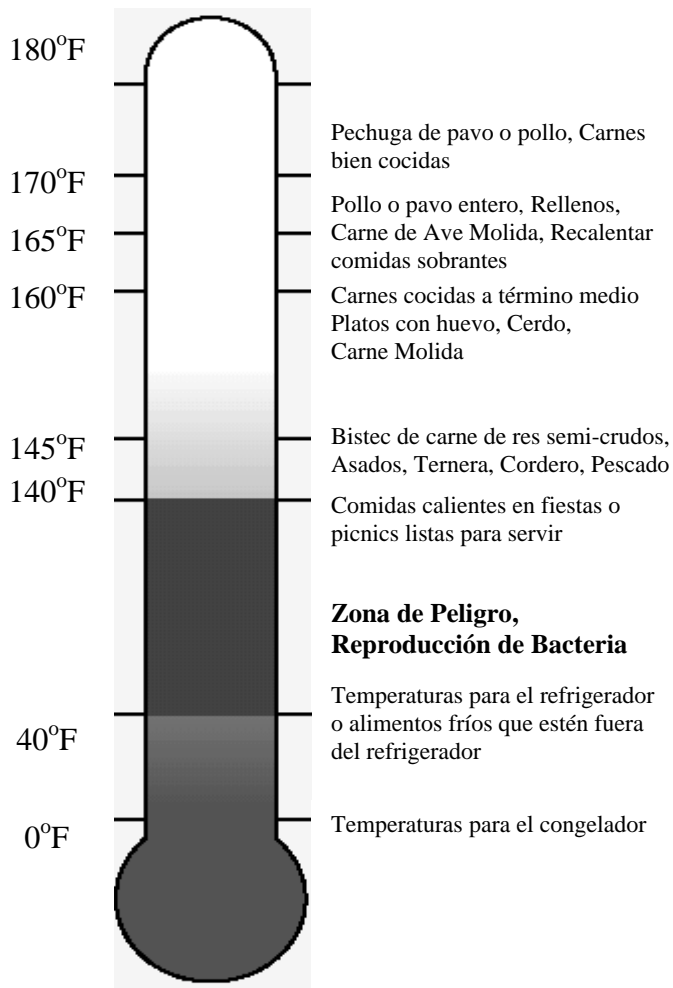 180°F
Pechuga de pavo o pollo, Carnes
bien cocidas
170°F
Pollo o pavo entero, Rellenos,
165°F
Carne de Ave Molida, Recalentar
comidas sobrantes
160°F
Carnes cocidas a término medio
Platos con huevo, Cerdo,
Carne Molida
145°F
Bistec de carne de res semi-crudos,
Asados, Ternera, Cordero, Pescado
140°F
Comidas calientes en fiestas o
picnics listas para servir
Zona de Peligro,
Reproducción de Bacteria
40°F
Temperaturas para el refrigerador
o alimentos fríos que estén fuera
del refrigerador
0°F
Temperaturas para el congelador